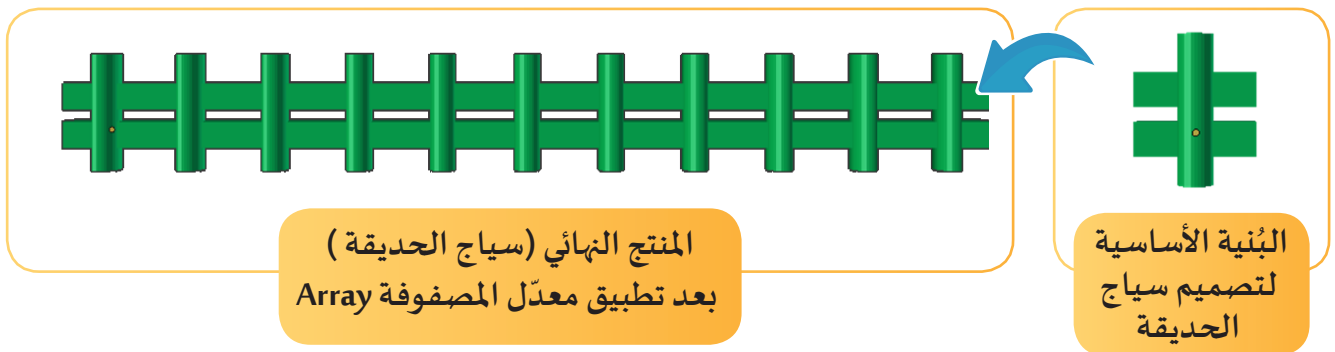 البُنية الأساسية
لتصميم سياج
الحديقة
المنتج النهائي (سياج الحديقة )
بعد تطبيق معدّل المصفوفة Array